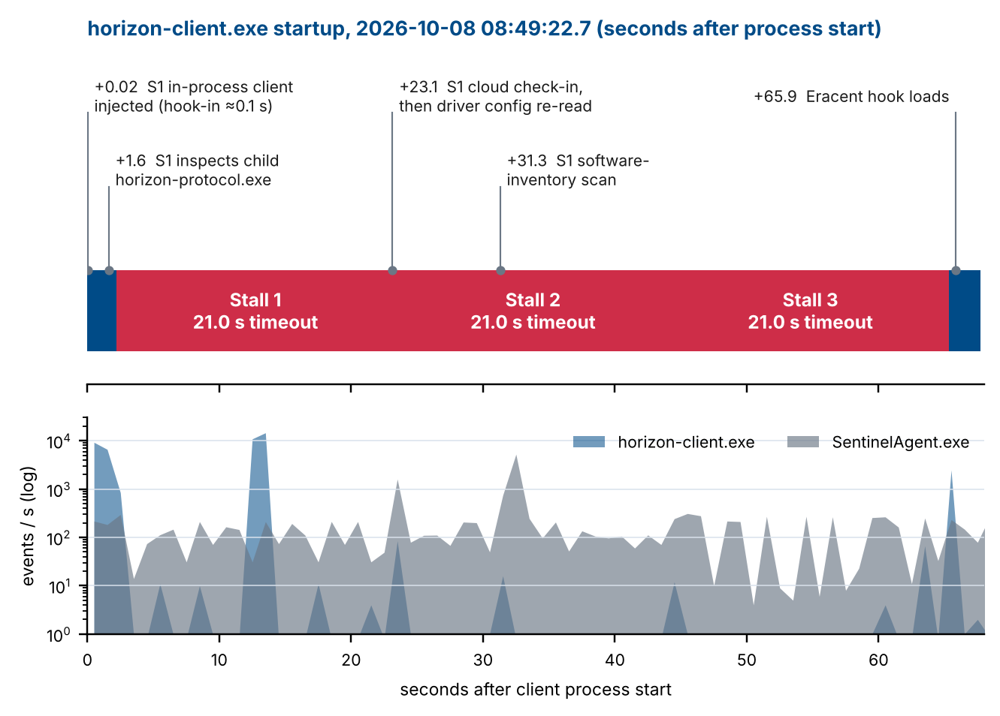 horizon-client.exe startup, 2026-10-08 08:49:22.7 (seconds after process start)
+0.02  S1 in-process client
injected (hook-in ≈0.1 s)
+23.1  S1 cloud check-in,
then driver config re-read
+65.9  Eracent hook loads
+1.6  S1 inspects child
horizon-protocol.exe
+31.3  S1 software-
inventory scan
Stall 1
21.0 s timeout
Stall 2
21.0 s timeout
Stall 3
21.0 s timeout
events / s (log)
10⁴
10³
10²
10¹
10⁰
horizon-client.exe
SentinelAgent.exe
0 10 20 30 40 50 60
seconds after client process start